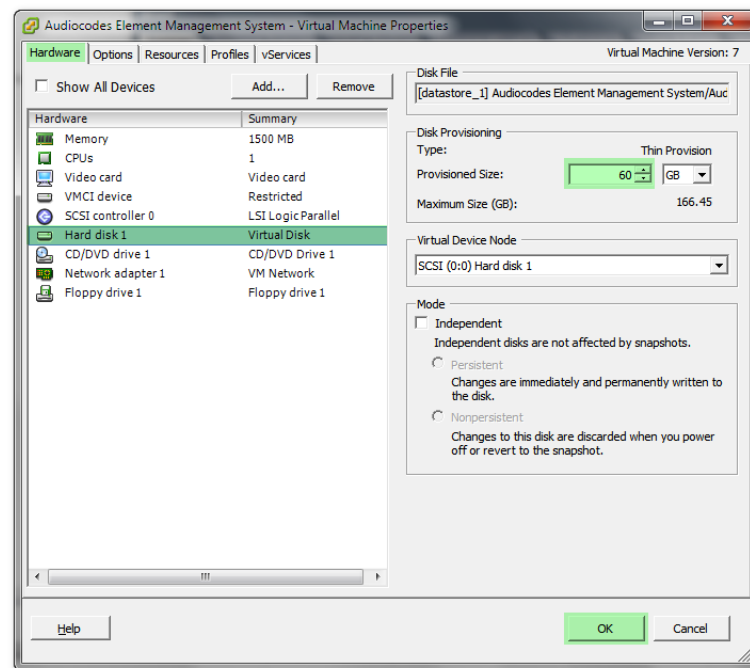 Audiocodes Element Management System - Virtual Machine Properties
Hardware Options Resources Profiles vServices Virtual Machine Version: 7
Show All Devices Add... Remove
Hardware Summary
Memory 1500 MB
CPUs 1
Video card Video card
VMCI device Restricted
SCSI controller 0 LSI Logic Parallel
Hard disk 1 Virtual Disk
CD/DVD drive 1 CD/DVD Drive 1
Network adapter 1 VM Network
Floppy drive 1 Floppy drive 1
Disk File
[datastore_1] Audiocodes Element Management System/Aud
Disk Provisioning
Type: Thin Provision
Provisioned Size: 60 GB
Maximum Size (GB): 166.45
Virtual Device Node
SCSI (0:0) Hard disk 1
Mode
Independent
Independent disks are not affected by snapshots.
Persistent
Changes are immediately and permanently written to
the disk.
Nonpersistent
Changes to this disk are discarded when you power
off or revert to the snapshot.
Help OK Cancel